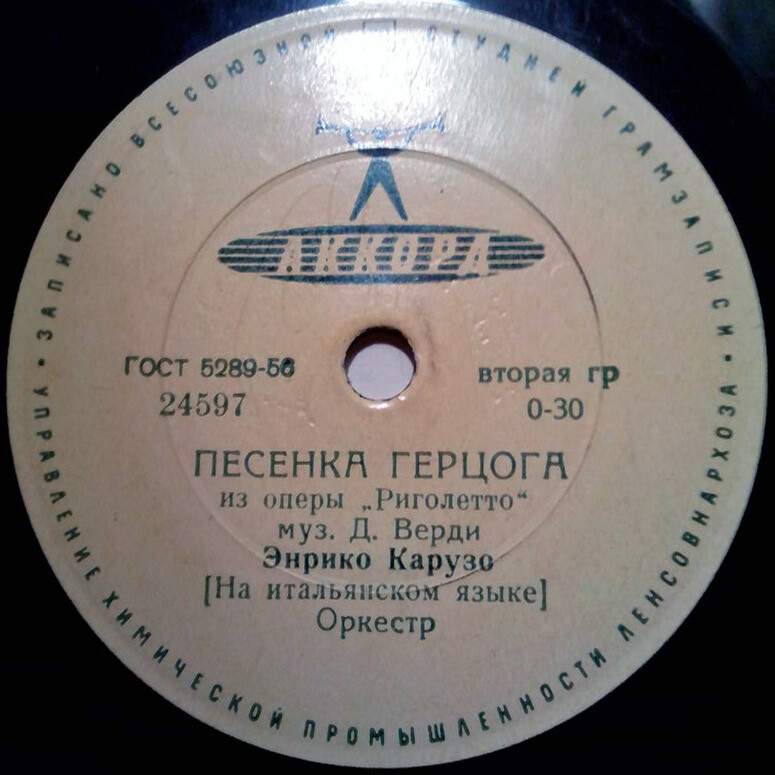 ЗАПИСАНО ВСЕСОЮЗНОЙ СТУДИЕЙ ГРАМЗАПИСИ
АККОРД
ГОСТ 5289-56
вторая гр
24597
0-30
ПЕСЕНКА ГЕРЦОГА
из оперы „Риголетто“
муз. Д. Верди
Энрико Карузо
[На итальянском языке]
Оркестр
• УПРАВЛЕНИЕ ХИМИЧЕСКОЙ ПРОМЫШЛЕННОСТИ ЛЕНСОВНАРХОЗА •